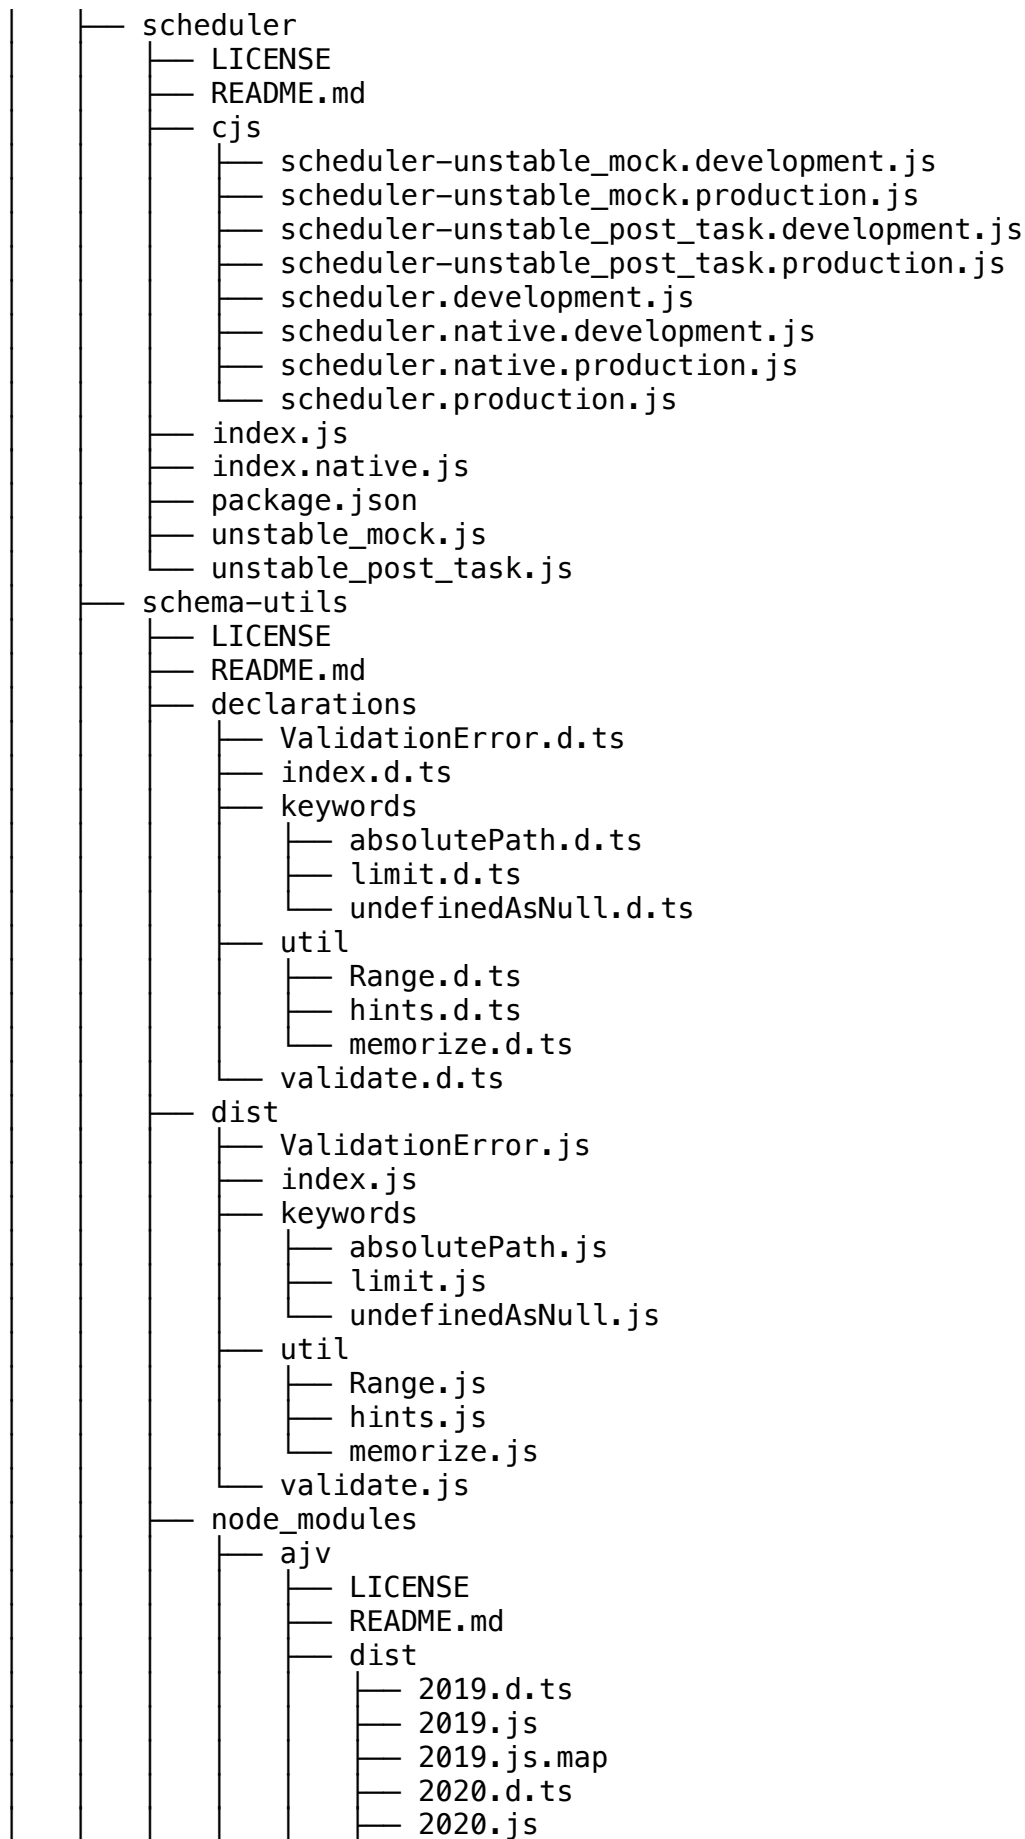 │   ├── scheduler
│   │   ├── LICENSE
│   │   ├── README.md
│   │   ├── cjs
│   │   │   ├── scheduler-unstable_mock.development.js
│   │   │   ├── scheduler-unstable_mock.production.js
│   │   │   ├── scheduler-unstable_post_task.development.js
│   │   │   ├── scheduler-unstable_post_task.production.js
│   │   │   ├── scheduler.development.js
│   │   │   ├── scheduler.native.development.js
│   │   │   ├── scheduler.native.production.js
│   │   │   └── scheduler.production.js
│   │   ├── index.js
│   │   ├── index.native.js
│   │   ├── package.json
│   │   ├── unstable_mock.js
│   │   └── unstable_post_task.js
│   ├── schema-utils
│   │   ├── LICENSE
│   │   ├── README.md
│   │   ├── declarations
│   │   │   ├── ValidationError.d.ts
│   │   │   ├── index.d.ts
│   │   │   ├── keywords
│   │   │   │   ├── absolutePath.d.ts
│   │   │   │   ├── limit.d.ts
│   │   │   │   └── undefinedAsNull.d.ts
│   │   │   ├── util
│   │   │   │   ├── Range.d.ts
│   │   │   │   ├── hints.d.ts
│   │   │   │   └── memorize.d.ts
│   │   │   └── validate.d.ts
│   │   ├── dist
│   │   │   ├── ValidationError.js
│   │   │   ├── index.js
│   │   │   ├── keywords
│   │   │   │   ├── absolutePath.js
│   │   │   │   ├── limit.js
│   │   │   │   └── undefinedAsNull.js
│   │   │   ├── util
│   │   │   │   ├── Range.js
│   │   │   │   ├── hints.js
│   │   │   │   └── memorize.js
│   │   │   └── validate.js
│   │   ├── node_modules
│   │   │   ├── ajv
│   │   │   │   ├── LICENSE
│   │   │   │   ├── README.md
│   │   │   │   ├── dist
│   │   │   │   │   ├── 2019.d.ts
│   │   │   │   │   ├── 2019.js
│   │   │   │   │   ├── 2019.js.map
│   │   │   │   │   ├── 2020.d.ts
│   │   │   │   │   ├── 2020.js